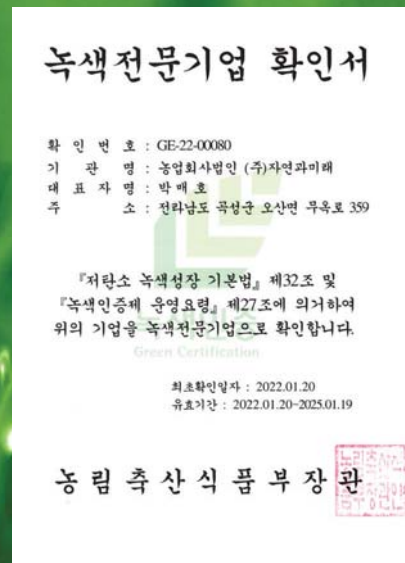 녹색전문기업 확인서
확 인 번 호 : GE-22-00080
기 관 명 : 농업회사법인 (주)자연과미래
대 표 자 명 : 박매호
주 소 : 전라남도 곡성군 오산면 무옥로 359
『저탄소 녹색성장 기본법』 제32조 및
『녹색인증제 운영요령』 제27조에 의거하여
위의 기업을 녹색전문기업으로 확인합니다.
녹색인증
Green Certification
최초확인일자 : 2022.01.20
유효기간 : 2022.01.20~2025.01.19
농림축산식품부장관